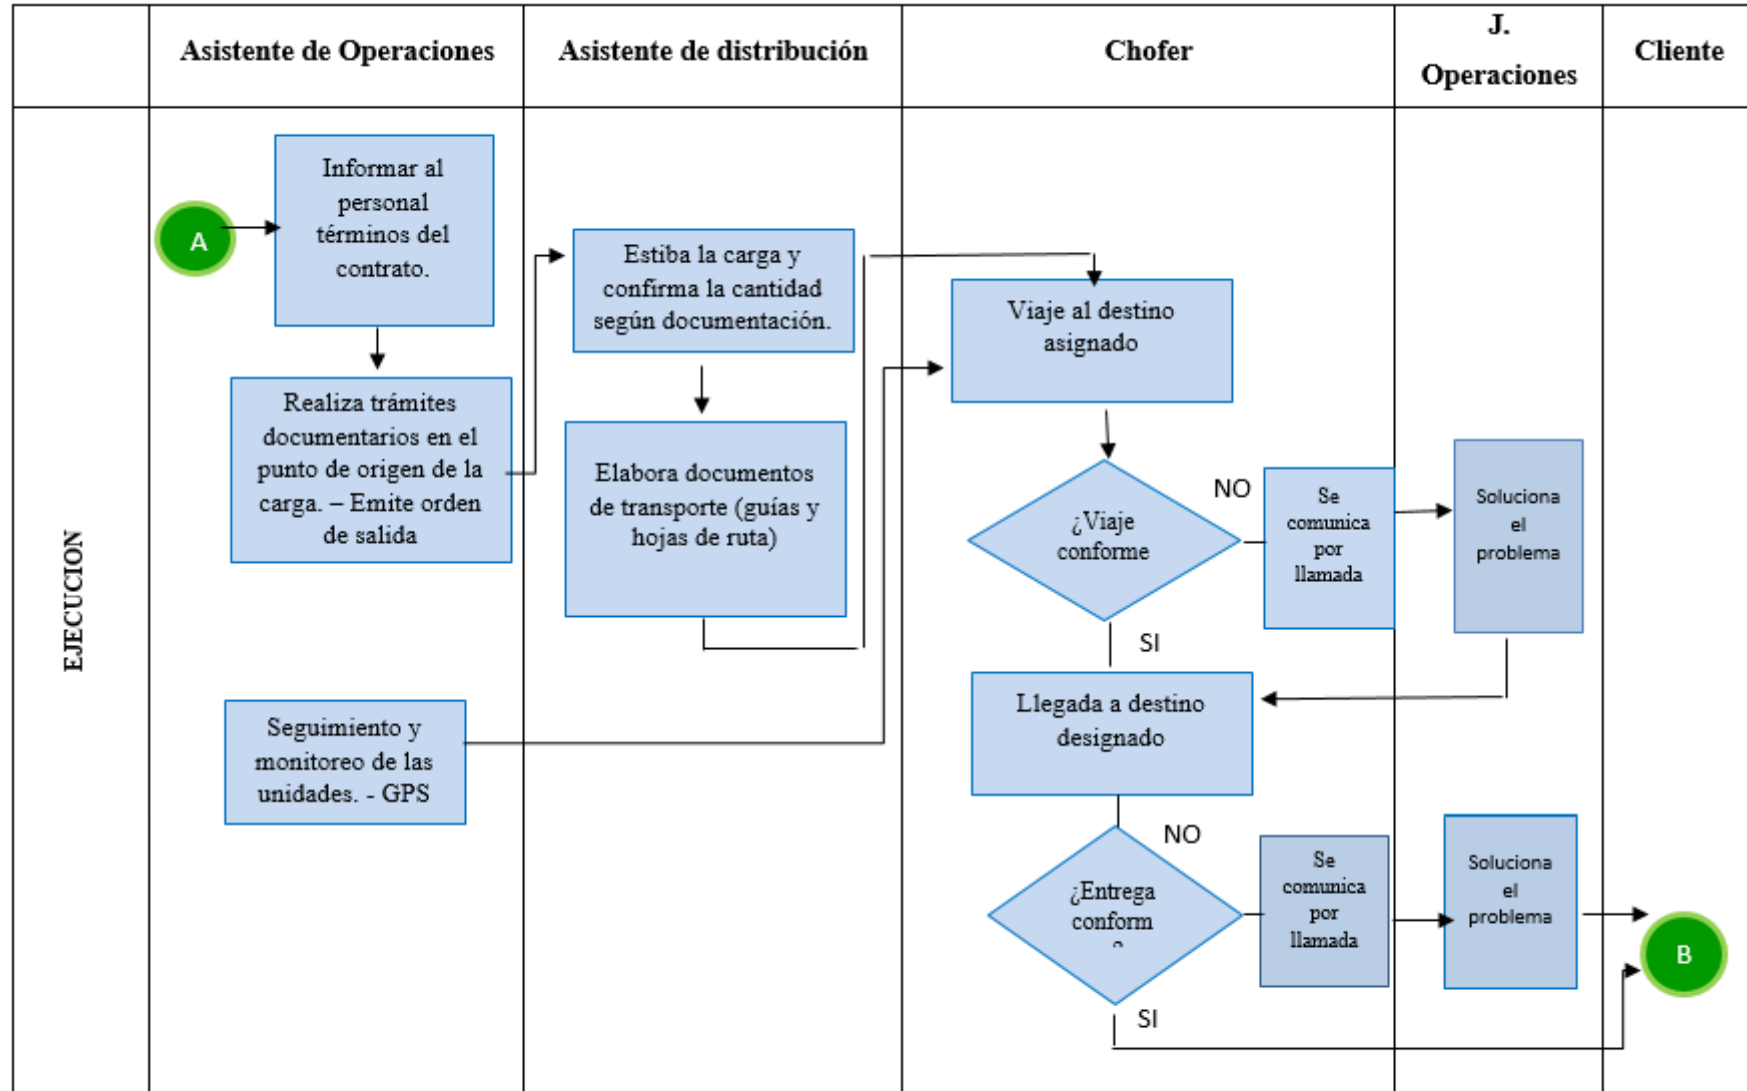 Asistente de Operaciones
Asistente de distribución
Chofer
J.
Operaciones
Cliente
EJECUCION
A
Informar al
personal
términos del
contrato.
Realiza trámites
documentarios en el
punto de origen de la
carga. – Emite orden
de salida
Seguimiento y
monitoreo de las
unidades. - GPS
Estiba la carga y
confirma la cantidad
según documentación.
Elabora documentos
de transporte (guías y
hojas de ruta)
Viaje al destino
asignado
¿Viaje
conforme
NO
Se
comunica
por
llamada
Soluciona
el
problema
SI
Llegada a destino
designado
NO
¿Entrega
conform
Se
comunica
por
llamada
Soluciona
el
problema
SI
B